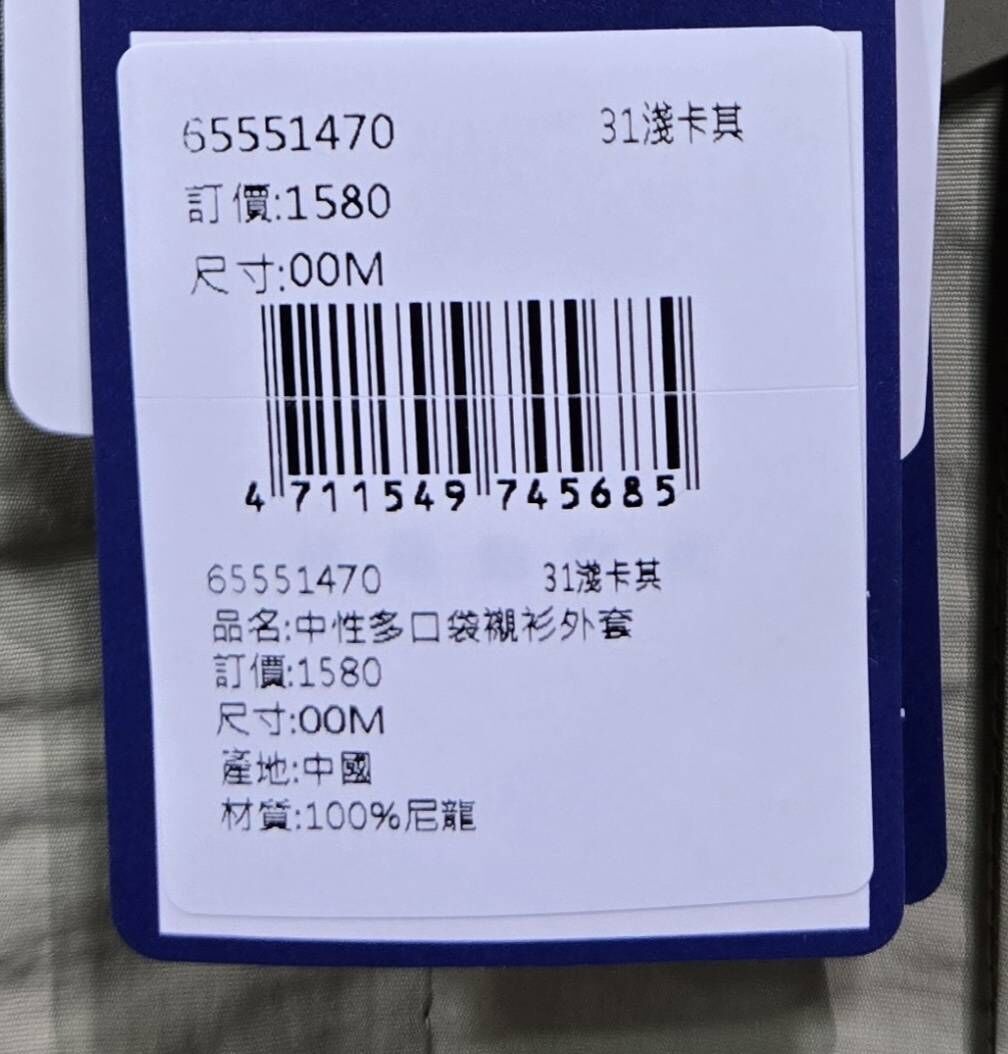 65551470 31淺卡其
訂價:1580
尺寸:00M
4 711549 745685
65551470 31淺卡其
品名:中性多口袋襯衫外套
訂價:1580
尺寸:00M
產地:中國
材質:100%尼龍